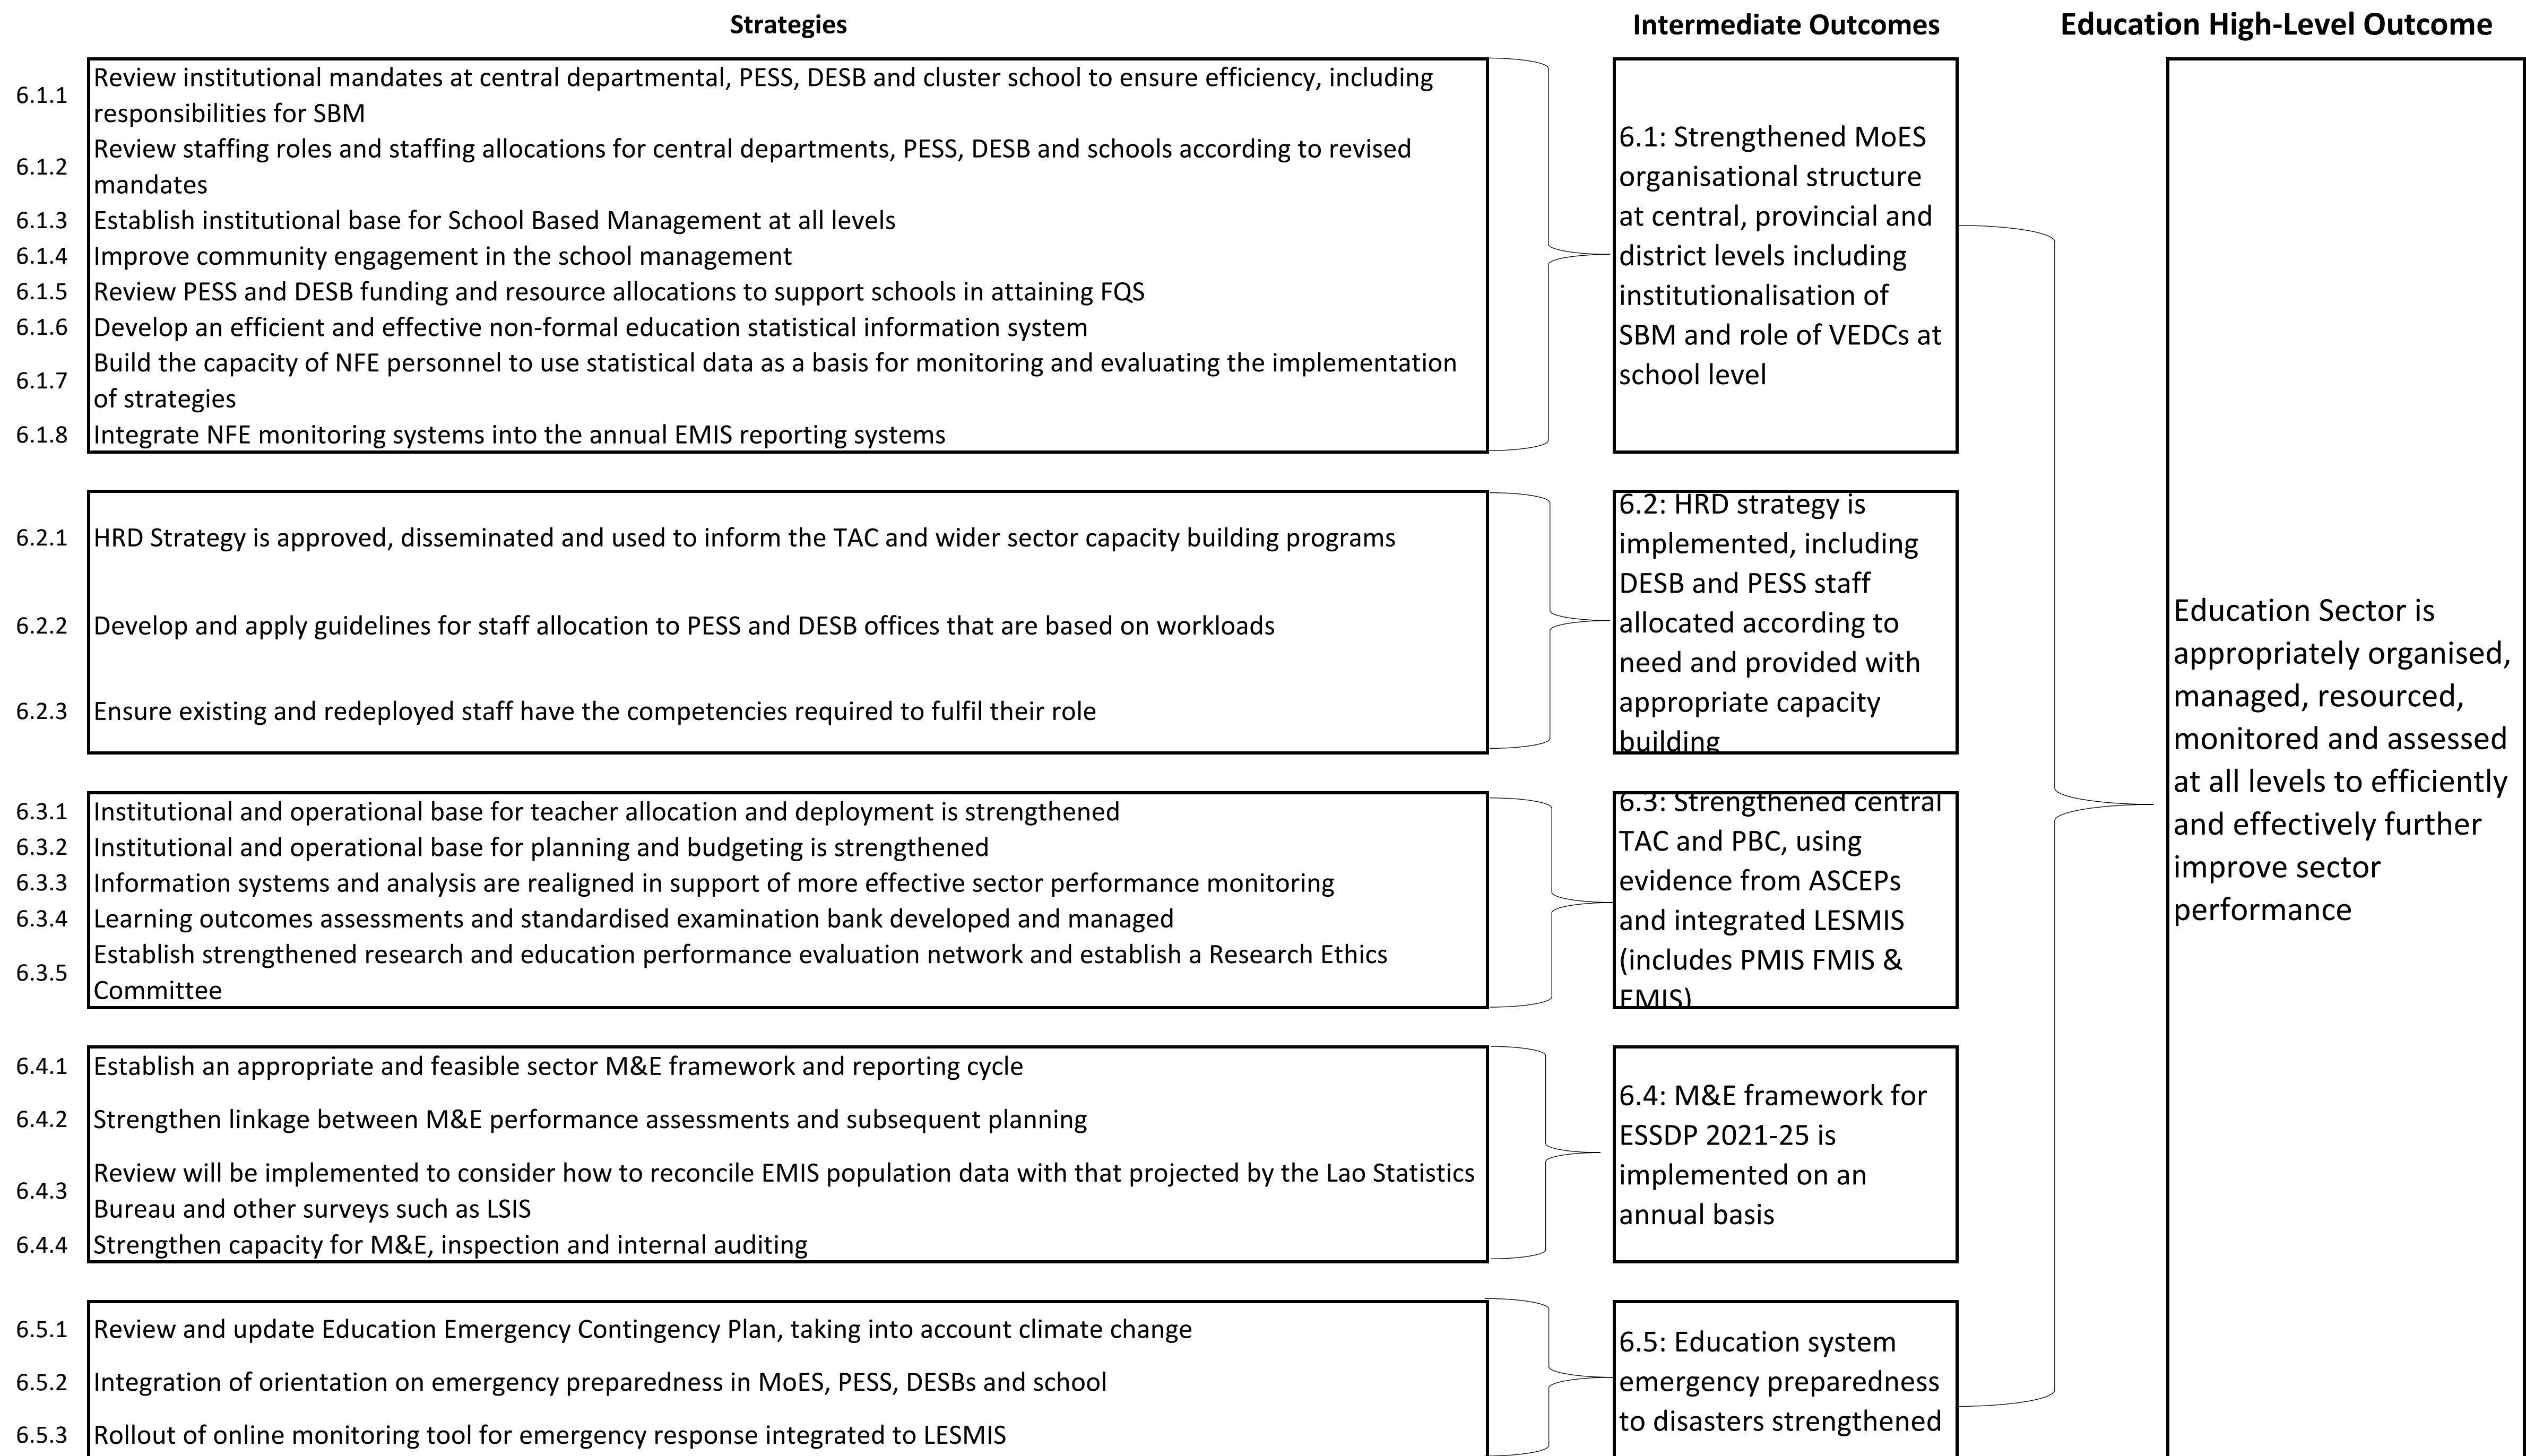 Strategies
Intermediate Outcomes
Education High-Level Outcome
6.1.1
Review institutional mandates at central departmental, PESS, DESB and cluster school to ensure efficiency, including
responsibilities for SBM
6.1.2
Review staffing roles and staffing allocations for central departments, PESS, DESB and schools according to revised
mandates
6.1.3
Establish institutional base for School Based Management at all levels
6.1.4
Improve community engagement in the school management
6.1.5
Review PESS and DESB funding and resource allocations to support schools in attaining FQS
6.1.6
Develop an efficient and effective non-formal education statistical information system
6.1.7
Build the capacity of NFE personnel to use statistical data as a basis for monitoring and evaluating the implementation
of strategies
6.1.8
Integrate NFE monitoring systems into the annual EMIS reporting systems
6.1: Strengthened MoES
organisational structure
at central, provincial and
district levels including
institutionalisation of
SBM and role of VEDCs at
school level
6.2.1
HRD Strategy is approved, disseminated and used to inform the TAC and wider sector capacity building programs
6.2.2
Develop and apply guidelines for staff allocation to PESS and DESB offices that are based on workloads
6.2.3
Ensure existing and redeployed staff have the competencies required to fulfil their role
6.2: HRD strategy is
implemented, including
DESB and PESS staff
allocated according to
need and provided with
appropriate capacity
building
6.3.1
Institutional and operational base for teacher allocation and deployment is strengthened
6.3.2
Institutional and operational base for planning and budgeting is strengthened
6.3.3
Information systems and analysis are realigned in support of more effective sector performance monitoring
6.3.4
Learning outcomes assessments and standardised examination bank developed and managed
6.3.5
Establish strengthened research and education performance evaluation network and establish a Research Ethics
Committee
6.3: Strengthened central
TAC and PBC, using
evidence from ASCEPs
and integrated LESMIS
(includes PMIS FMIS &
EMIS)
6.4.1
Establish an appropriate and feasible sector M&E framework and reporting cycle
6.4.2
Strengthen linkage between M&E performance assessments and subsequent planning
6.4.3
Review will be implemented to consider how to reconcile EMIS population data with that projected by the Lao Statistics
Bureau and other surveys such as LSIS
6.4.4
Strengthen capacity for M&E, inspection and internal auditing
6.4: M&E framework for
ESSDP 2021-25 is
implemented on an
annual basis
6.5.1
Review and update Education Emergency Contingency Plan, taking into account climate change
6.5.2
Integration of orientation on emergency preparedness in MoES, PESS, DESBs and school
6.5.3
Rollout of online monitoring tool for emergency response integrated to LESMIS
6.5: Education system
emergency preparedness
to disasters strengthened
Education Sector is
appropriately organised,
managed, resourced,
monitored and assessed
at all levels to efficiently
and effectively further
improve sector
performance